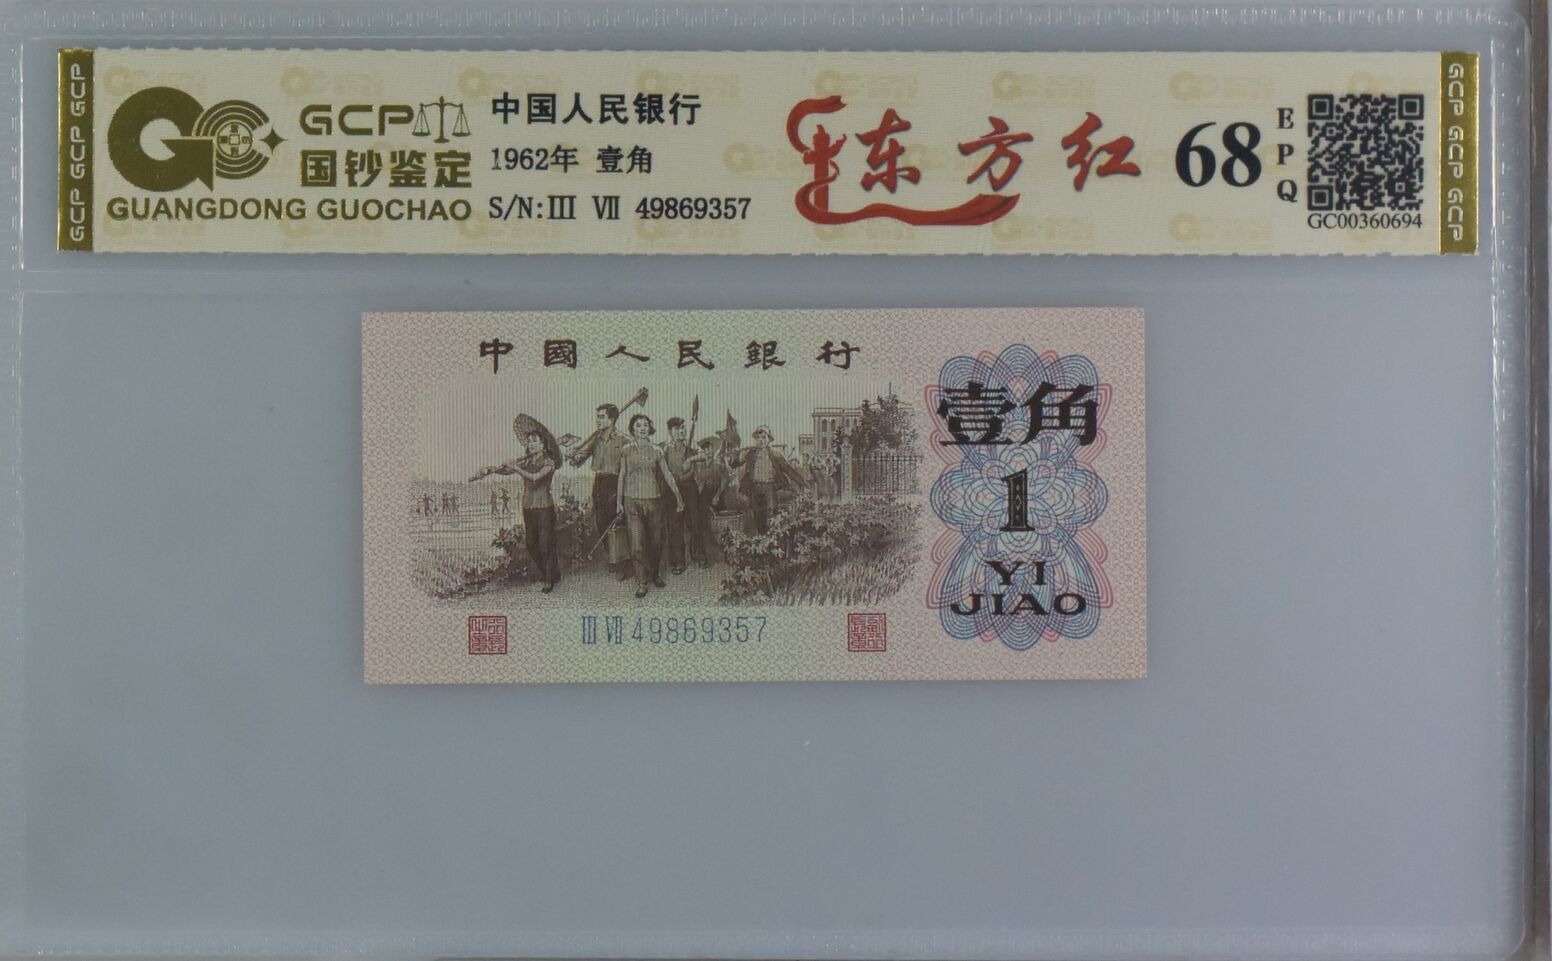 GCP GCP GCP
GCP
国钞鉴定
GUANGDONG GUOCHAO
中国人民银行
1962年 壹角
S/N:Ⅲ Ⅶ 49869357
东方红
68
EPQ
GC00360694
GCP GCP GCP
中國人民銀行
壹角
1
YI
JIAO
Ⅲ Ⅶ 49869357